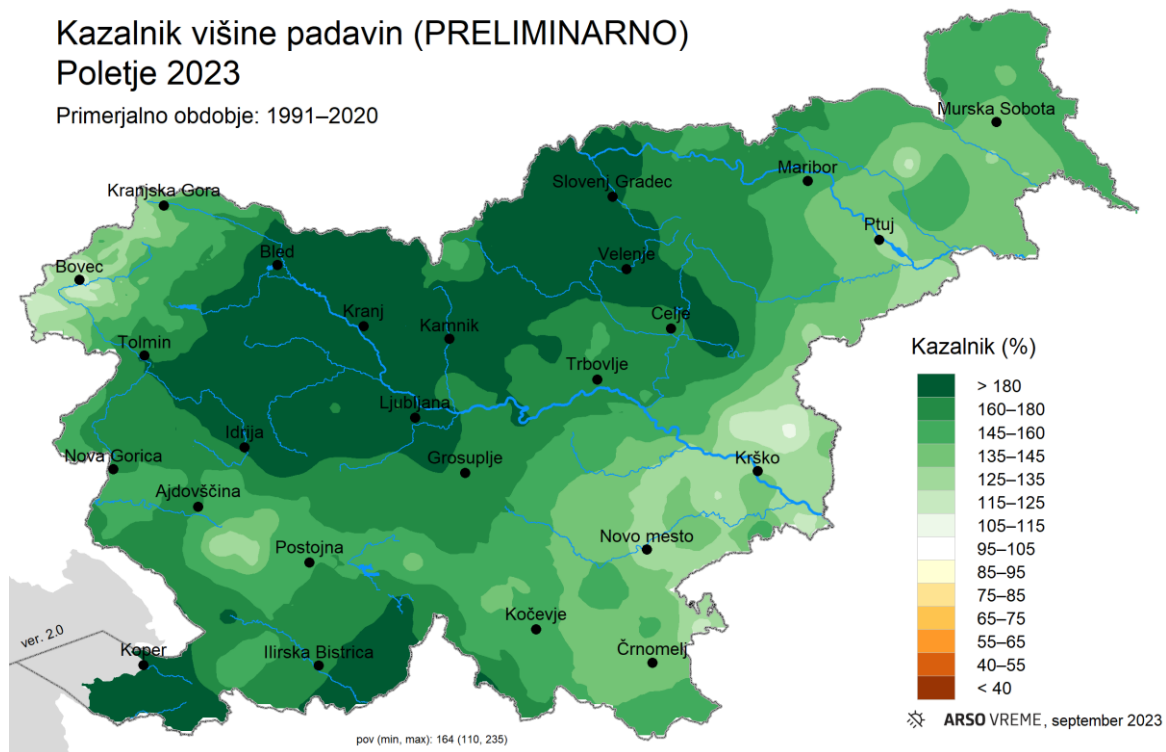 Kazalnik višine padavin (PRELIMINARNO)
Poletje 2023
Primerjalno obdobje: 1991–2020
Murska Sobota
Maribor
Slovenj Gradec
Kranjska Gora
Ptuj
Bled
Velenje
Bovec
Kranj
Kamnik
Celje
Tolmin
Trbovlje
Ljubljana
Idrija
Nova Gorica
Grosuplje
Krško
Ajdovščina
Novo mesto
Postojna
Kočevje
ver. 2.0
Koper
Ilirska Bistrica
Črnomelj
Kazalnik (%)
> 180
160–180
145–160
135–145
125–135
115–125
105–115
95–105
85–95
75–85
65–75
55–65
40–55
< 40
ARSO VREME, september 2023
pov (min, max): 164 (110, 235)